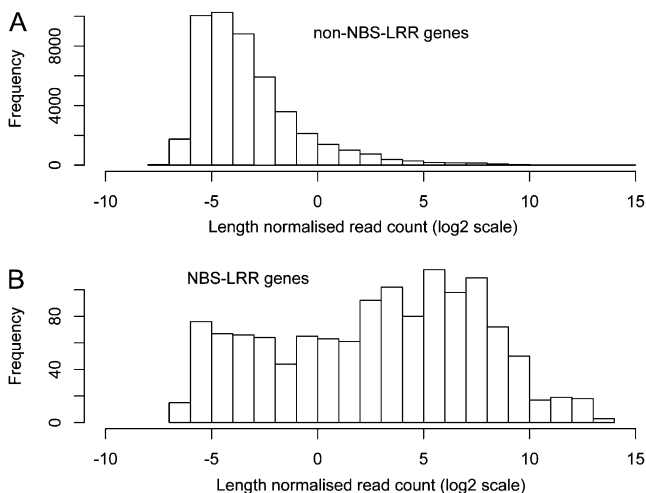 A
non-NBS-LRR genes
Frequency
0 4000 8000
-10 -5 0 5 10 15
Length normalised read count (log2 scale)
B
NBS-LRR genes
Frequency
0 40 80
-10 -5 0 5 10 15
Length normalised read count (log2 scale)